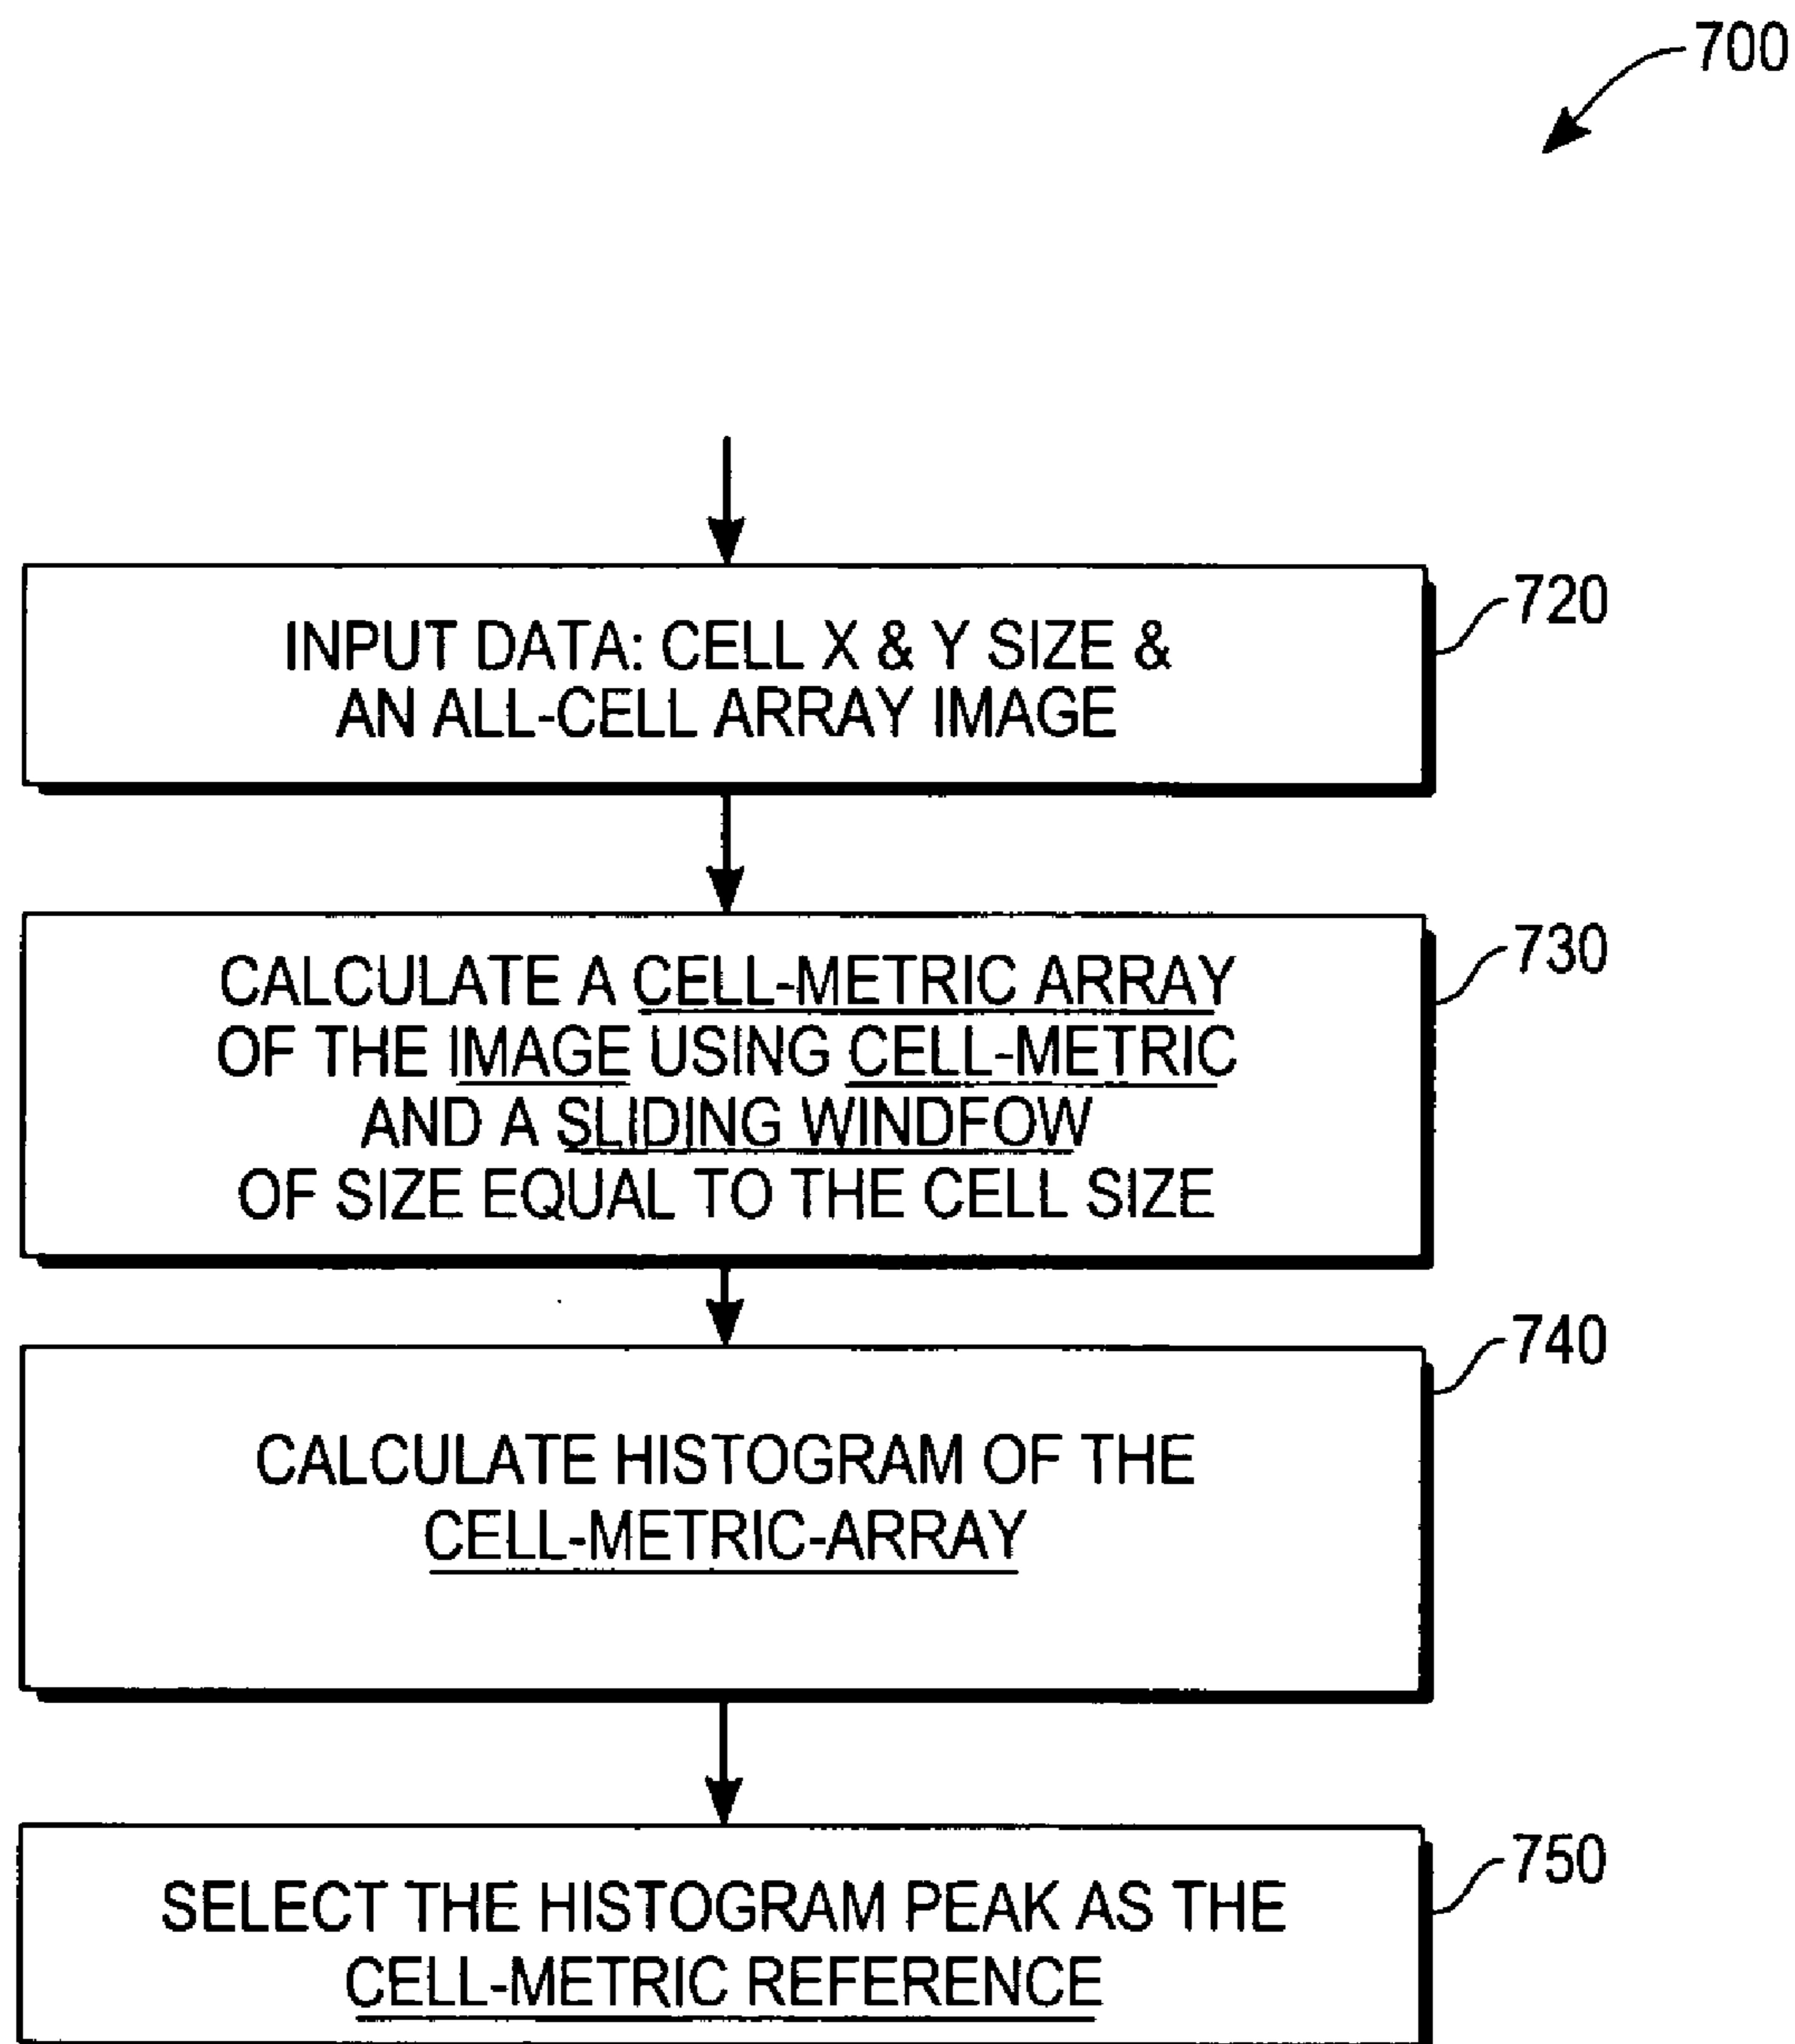 700
INPUT DATA: CELL X & Y SIZE &
AN ALL-CELL ARRAY IMAGE
720
CALCULATE A CELL-METRIC ARRAY
OF THE IMAGE USING CELL-METRIC
AND A SLIDING WINDFOW
OF SIZE EQUAL TO THE CELL SIZE
730
CALCULATE HISTOGRAM OF THE
CELL-METRIC-ARRAY
740
SELECT THE HISTOGRAM PEAK AS THE
CELL-METRIC REFERENCE
750